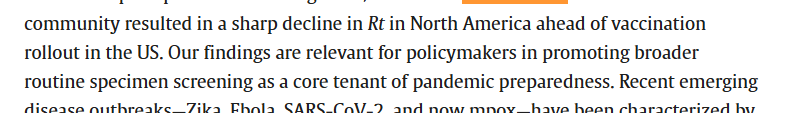 community resulted in a sharp decline in Rt in North America ahead of vaccination
rollout in the US. Our findings are relevant for policymakers in promoting broader
routine specimen screening as a core tenant of pandemic preparedness. Recent emerging
disease outbreaks—Zika, Ebola, SARS-CoV-2, and now mpox—have been characterized by